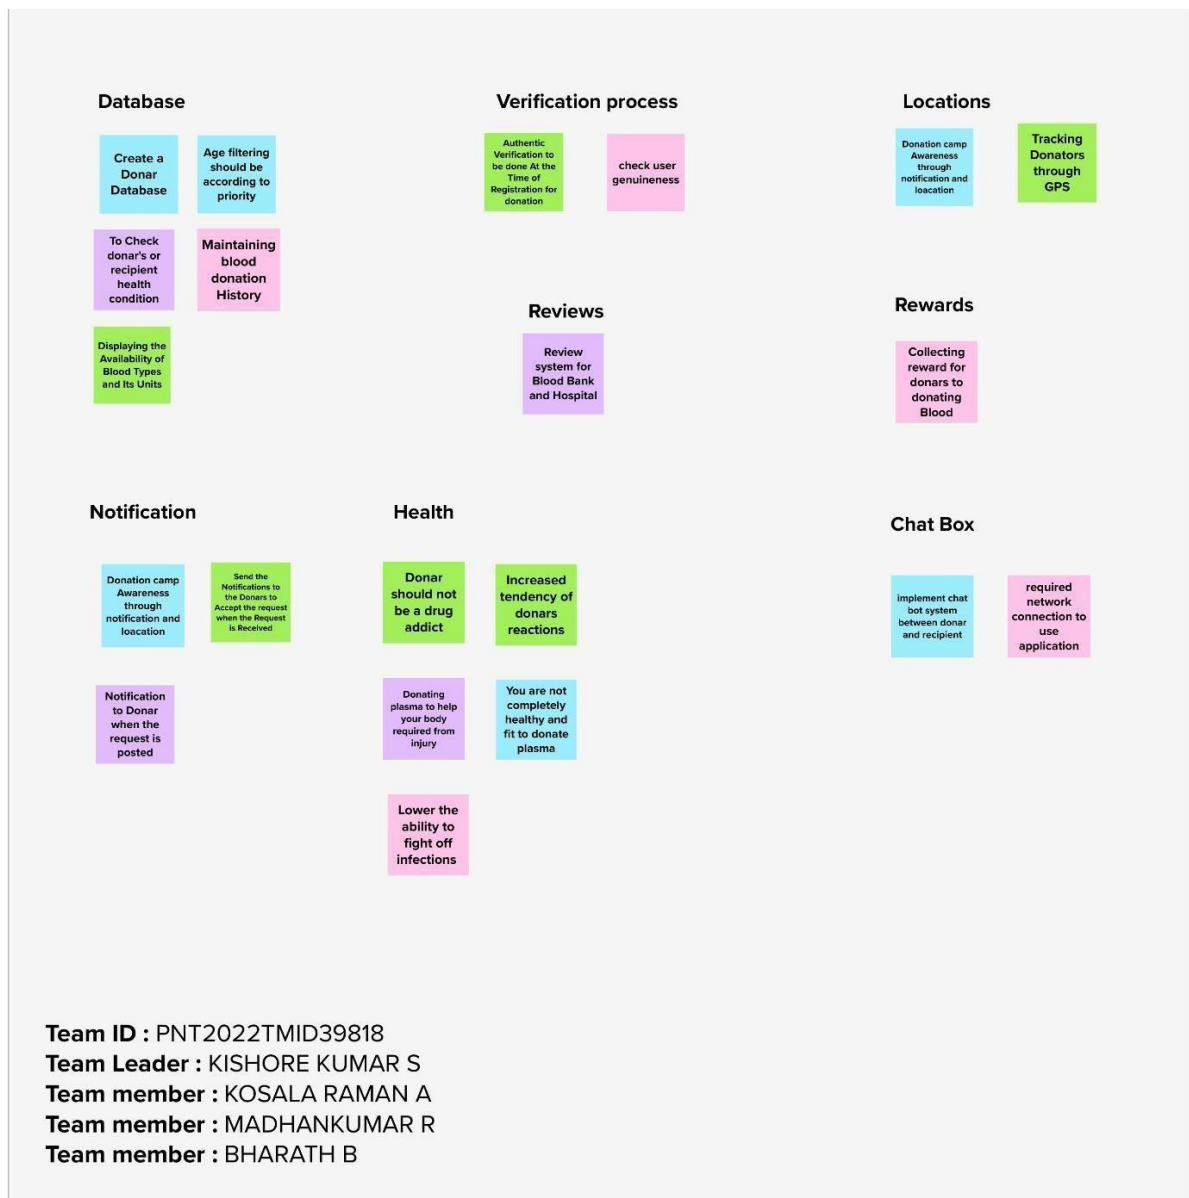 Database
Create a
Donar
Database
Age filtering
should be
according to
priority
To Check
donar's or
recipient
health
condition
Maintaining
blood
donation
History
Displaying the
Availability of
Blood Types
and Its Units
Verification process
Authentic
Verification to
be done At the
Time of
Registration for
donation
check user
genuineness
Locations
Donation camp
Awareness
through
notification and
loacation
Tracking
Donators
through
GPS
Reviews
Review
system for
Blood Bank
and Hospital
Rewards
Collecting
reward for
donars to
donating
Blood
Notification
Donation camp
Awareness
through
notification and
loacation
Send the
Notifications to
the Donars to
Accept the request
when the Request
is Received
Notification
to Donar
when the
request is
posted
Health
Donar
should not
be a drug
addict
Increased
tendency of
donars
reactions
Donating
plasma to help
your body
required from
injury
You are not
completely
healthy and
fit to donate
plasma
Lower the
ability to
fight off
infections
Chat Box
implement chat
bot system
between donar
and recipient
required
network
connection to
use
application
Team ID : PNT2022TMID39818
Team Leader : KISHORE KUMAR S
Team member : KOSALA RAMAN A
Team member : MADHANKUMAR R
Team member : BHARATH B